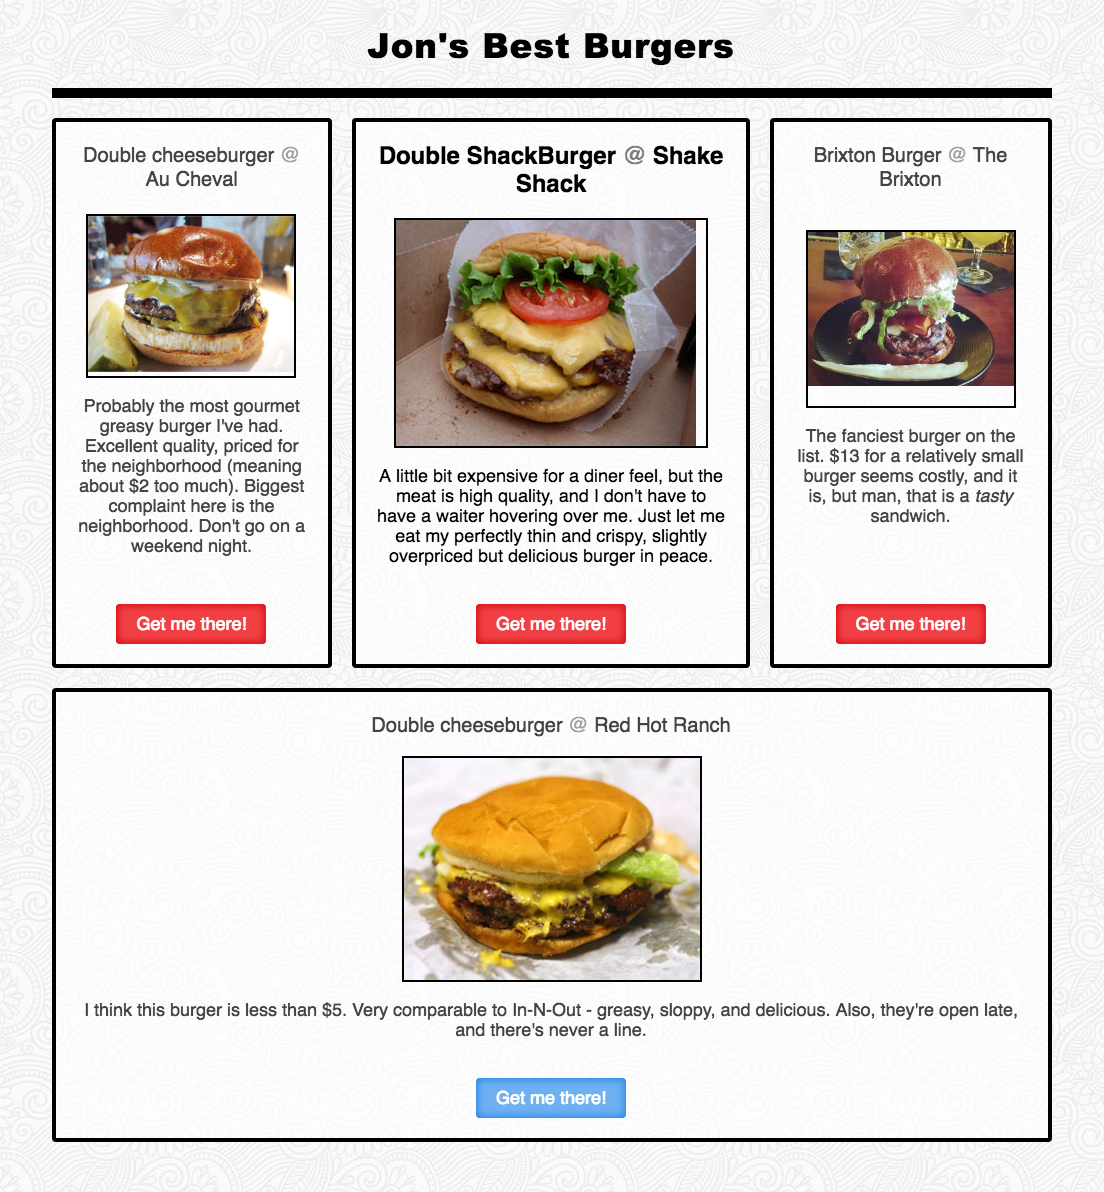 Jon's Best Burgers
Double cheeseburger @
Au Cheval
Probably the most gourmet
greasy burger I've had.
Excellent quality, priced for
the neighborhood (meaning
about $2 too much). Biggest
complaint here is the
neighborhood. Don't go on a
weekend night.
Get me there!
Double ShackBurger @ Shake
Shack
A little bit expensive for a diner feel, but the
meat is high quality, and I don't have to
have a waiter hovering over me. Just let me
eat my perfectly thin and crispy, slightly
overpriced but delicious burger in peace.
Get me there!
Brixton Burger @ The
Brixton
The fanciest burger on the
list. $13 for a relatively small
burger seems costly, and it
is, but man, that is a tasty
sandwich.
Get me there!
Double cheeseburger @ Red Hot Ranch
I think this burger is less than $5. Very comparable to In-N-Out - greasy, sloppy, and delicious. Also, they're open late,
and there's never a line.
Get me there!